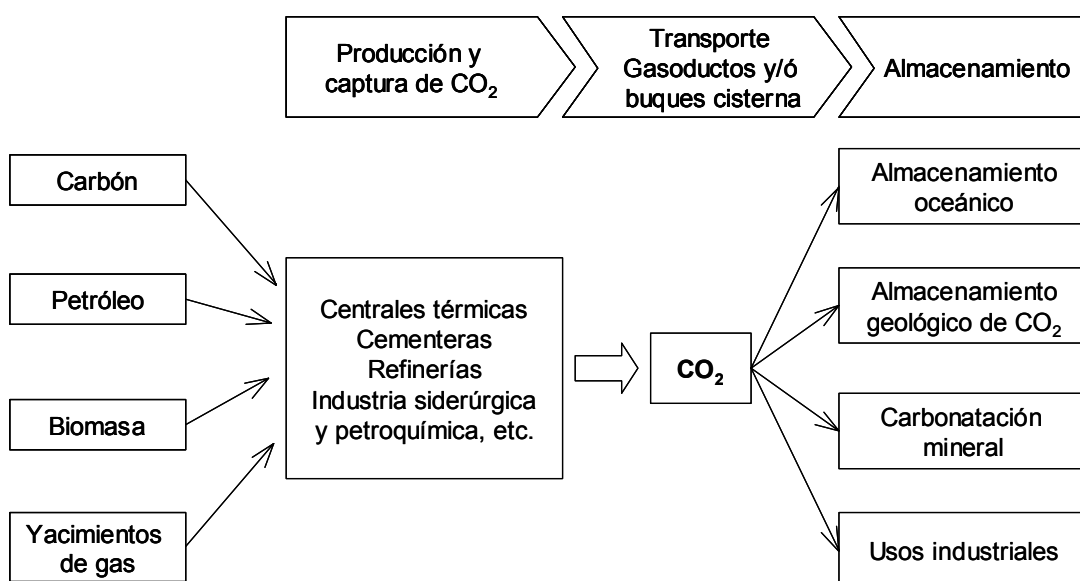 Producción y
captura de CO₂
Transporte
Gasoductos y/ó
buques cisterna
Almacenamiento
Carbón
Petróleo
Biomasa
Yacimientos
de gas
Centrales térmicas
Cementeras
Refinerías
Industria siderúrgica
y petroquímica, etc.
CO₂
Almacenamiento
oceánico
Almacenamiento
geológico de CO₂
Carbonatación
mineral
Usos industriales